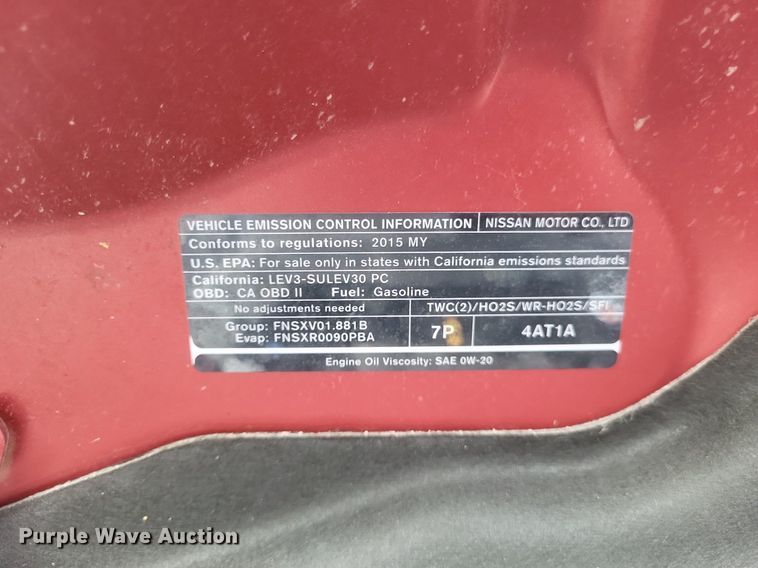 VEHICLE EMISSION CONTROL INFORMATION NISSAN MOTOR CO., LTD
Conforms to regulations: 2015 MY
U.S. EPA: For sale only in states with California emissions standards
California: LEV3-SULEV30 PC
OBD: CA OBD II Fuel: Gasoline
No adjustments needed TWC(2)/HO2S/WR-HO2S/SFI
Group: FNSXV01.881B
Evap: FNSXR0090PBA
7P 4AT1A
Engine Oil Viscosity: SAE 0W-20
Purple Wave Auction